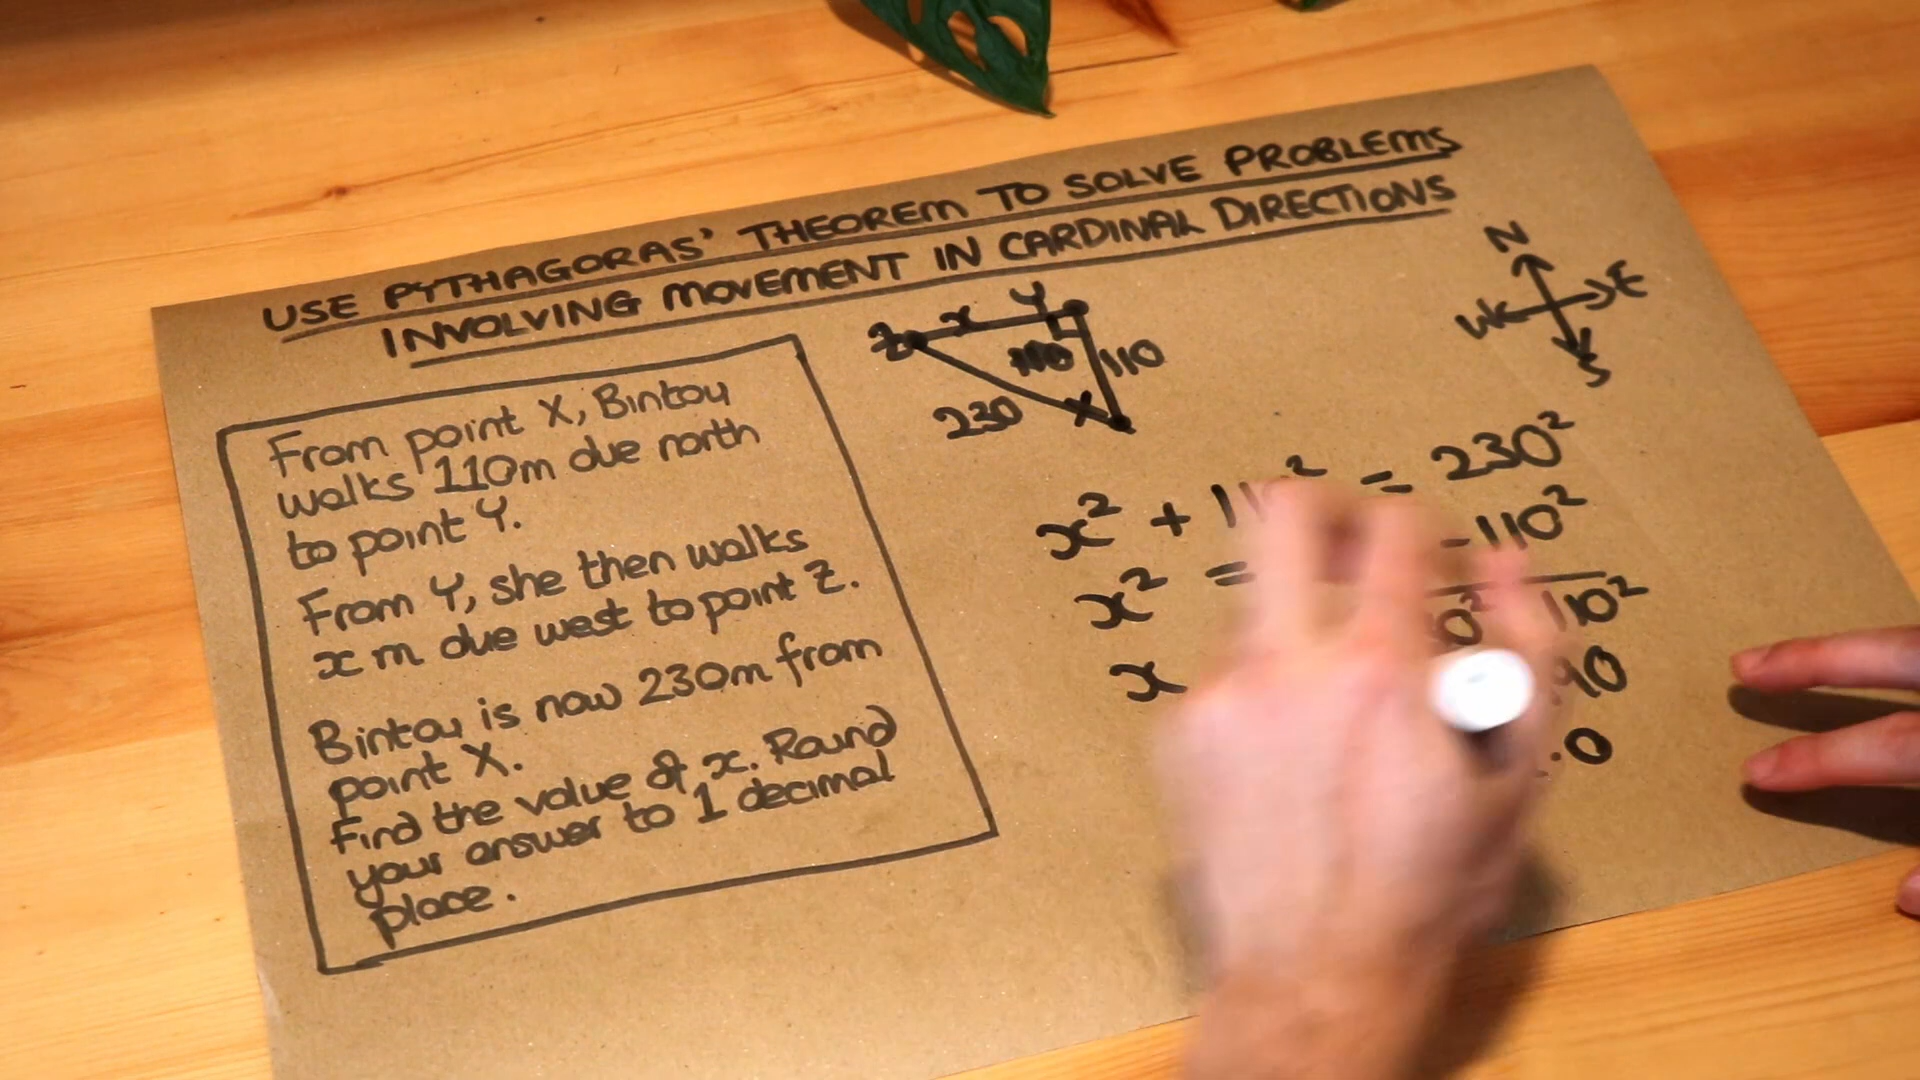 USE PYTHAGORAS' THEOREM TO SOLVE PROBLEMS
INVOLVING MOVEMENT IN CARDINAL DIRECTIONS
From point X, Bintou
walks 110m due north
to point Y.
From Y, she then walks
x m due west to point Z.
Bintou is now 230m from
point X.
Find the value of x. Round
your answer to 1 decimal
place.
Z x Y
110
230 X
N
W E
S
x² + ² = 230²
x² = -110²
x 110²